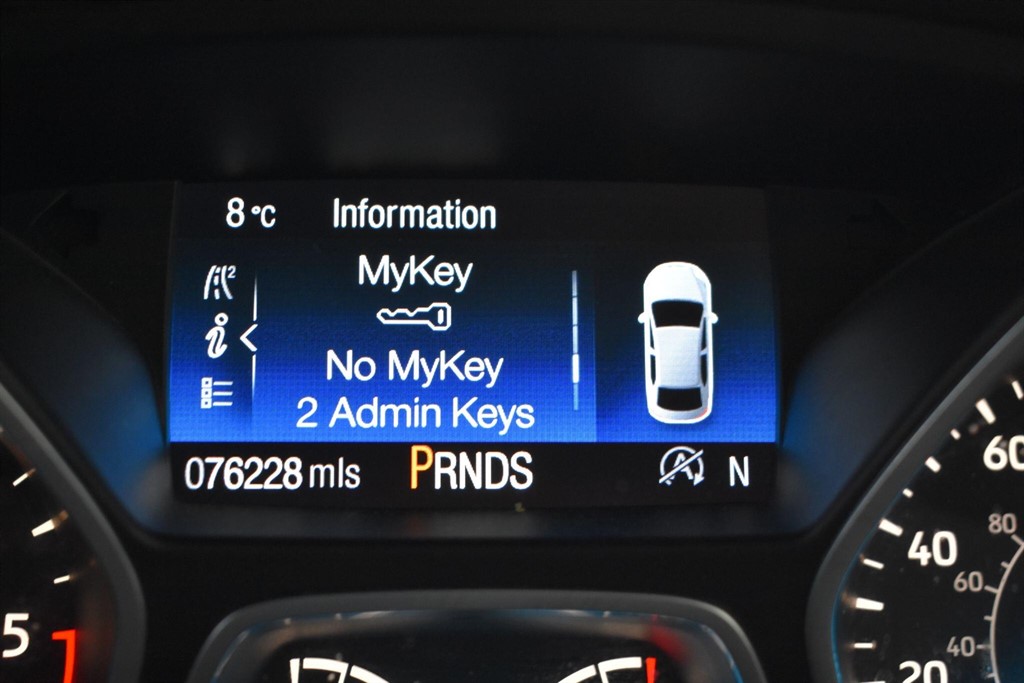 8 °C Information
MyKey
No MyKey
2 Admin Keys
076228 mls PRNDS A N
5
60
40
20
80
60
40